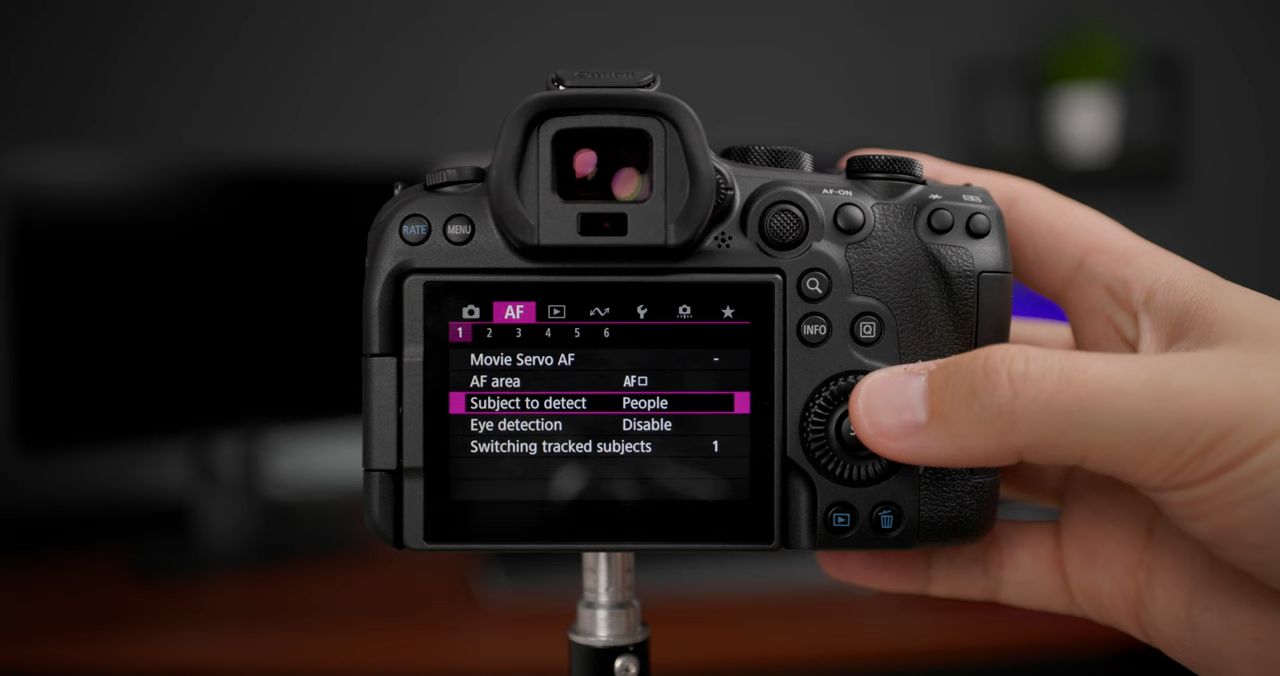 AF-ON
RATE MENU
INFO
Q
AF
1 2 3 4 5 6
Movie Servo AF -
AF area AF
Subject to detect People
Eye detection Disable
Switching tracked subjects 1